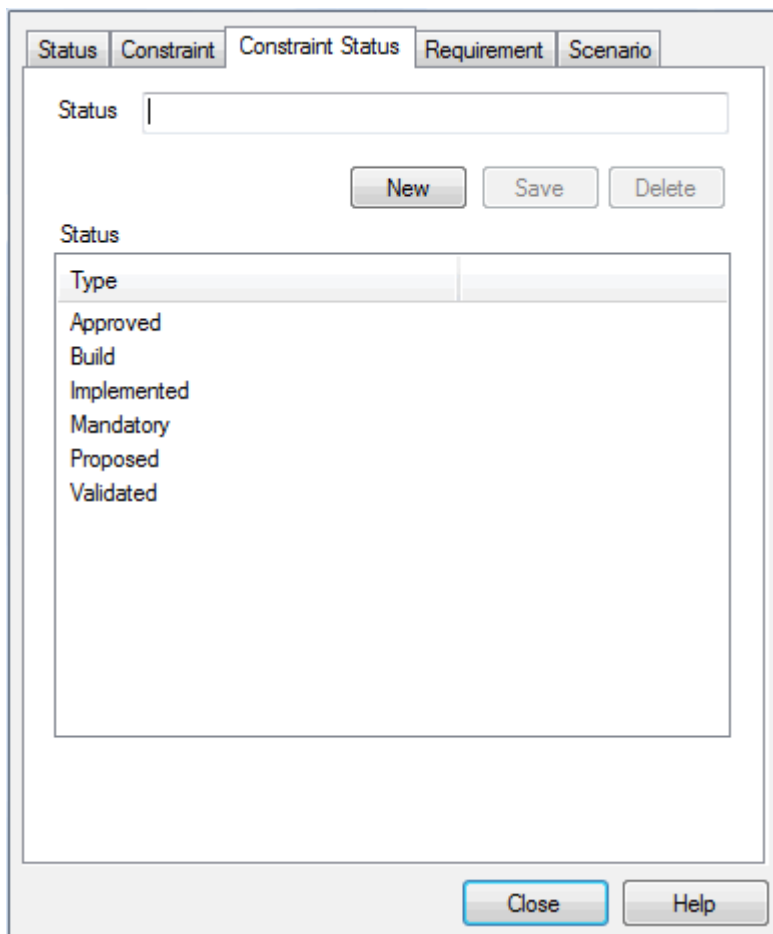 Status Constraint Constraint Status Requirement Scenario
Status
New Save Delete
Status
Type
Approved
Build
Implemented
Mandatory
Proposed
Validated
Close Help